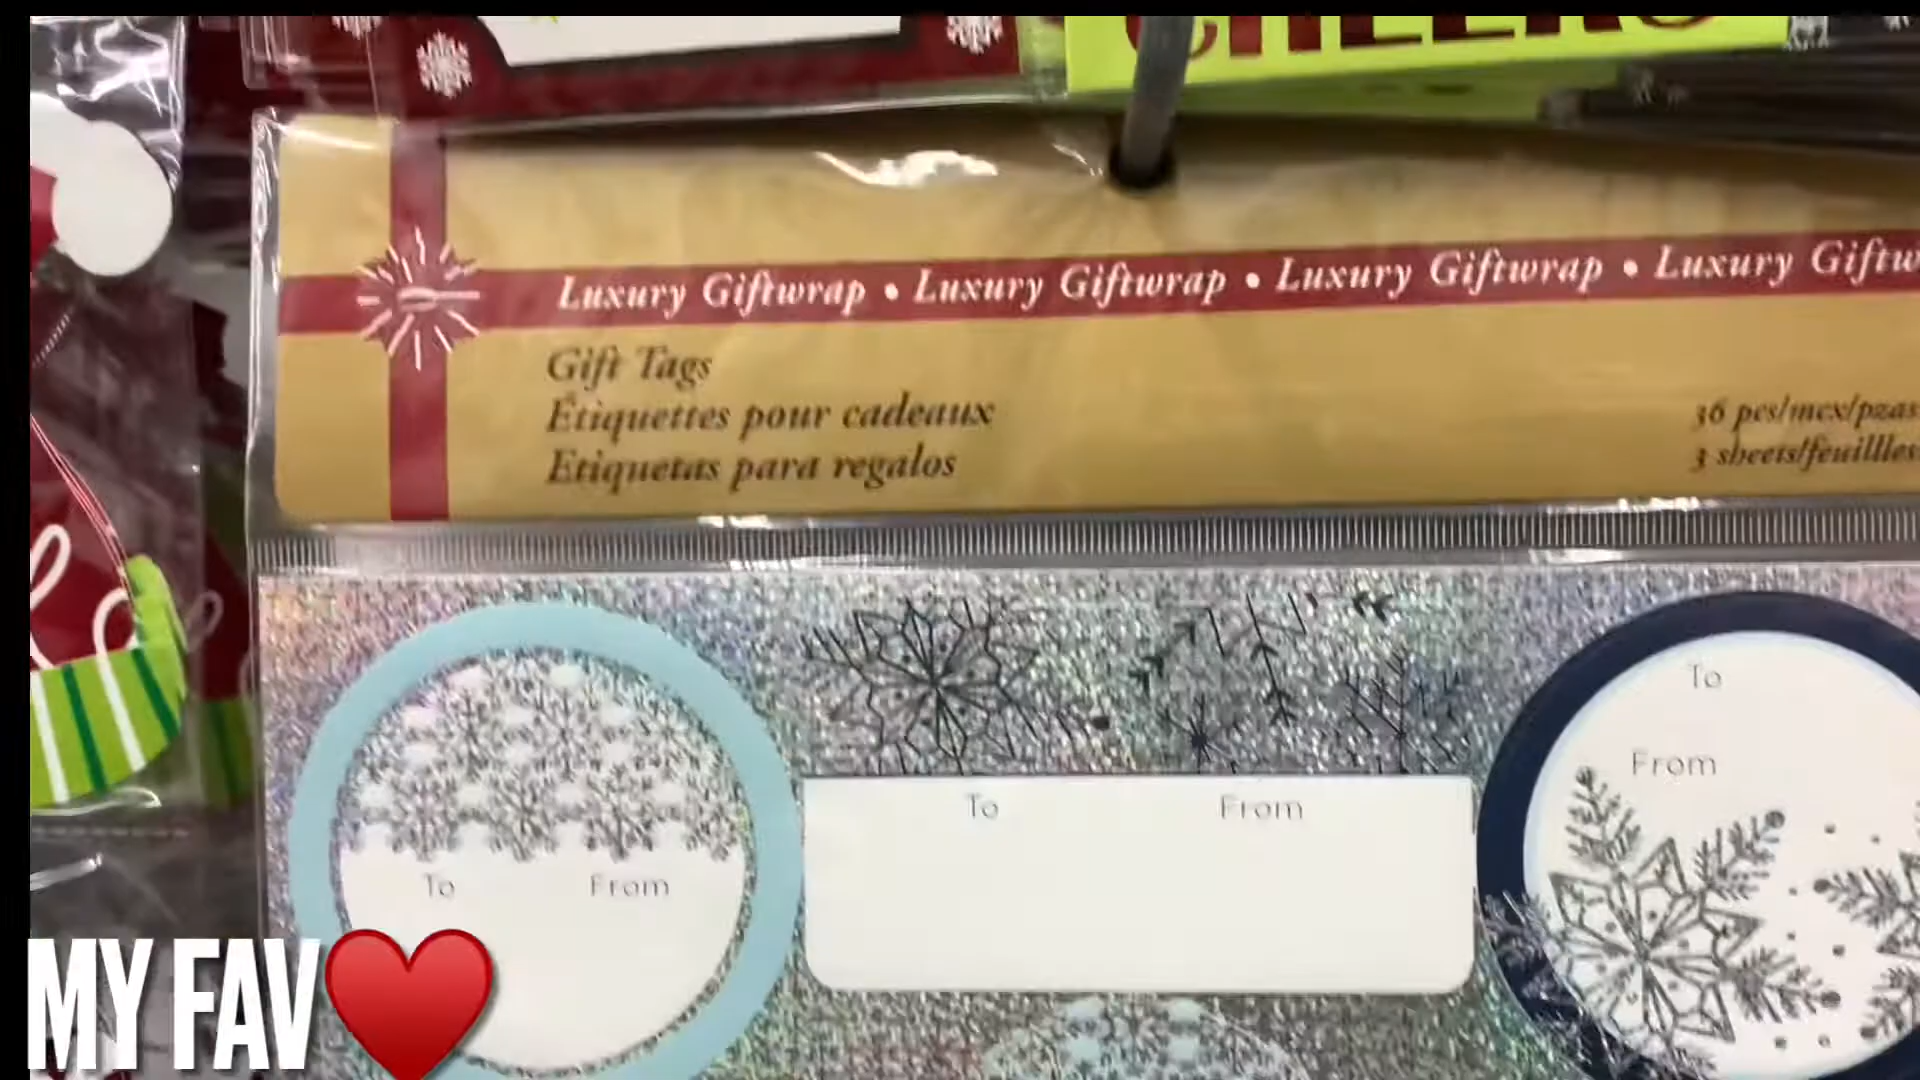 CHEERS
Luxury Giftwrap • Luxury Giftwrap • Luxury Giftwrap • Luxury Giftw
Gift Tags
Étiquettes pour cadeaux
Etiquetas para regalos
36 pcs/mcx/pzas
3 sheets/feuillles
To
From
To From
To From
MY FAV❤️